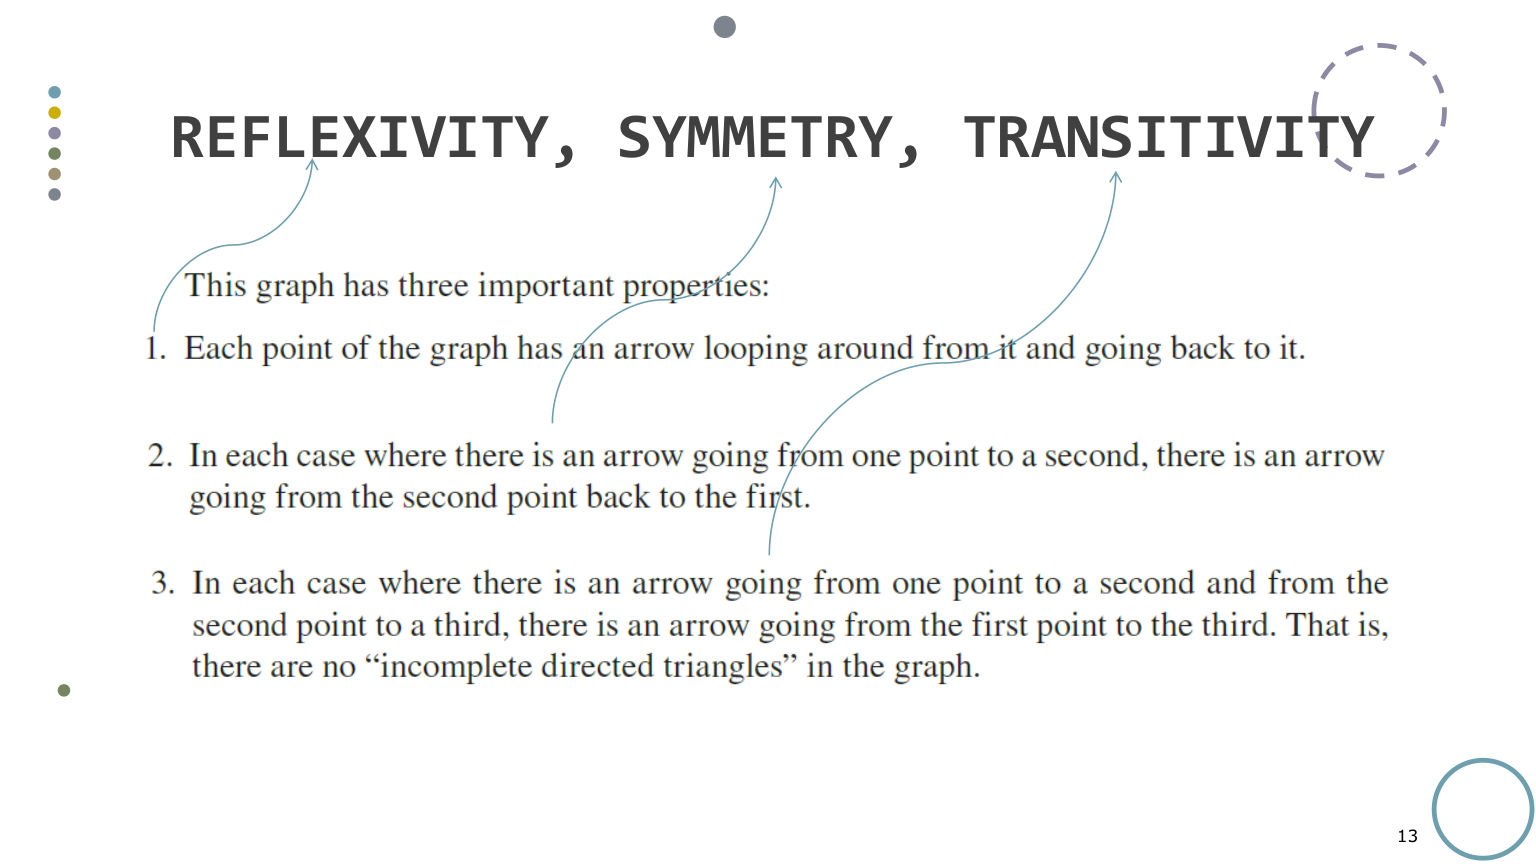 REFLEXIVITY, SYMMETRY, TRANSITIVITY
This graph has three important properties:
1. Each point of the graph has an arrow looping around from it and going back to it.
2. In each case where there is an arrow going from one point to a second, there is an arrow
going from the second point back to the first.
3. In each case where there is an arrow going from one point to a second and from the
second point to a third, there is an arrow going from the first point to the third. That is,
there are no “incomplete directed triangles” in the graph.
13